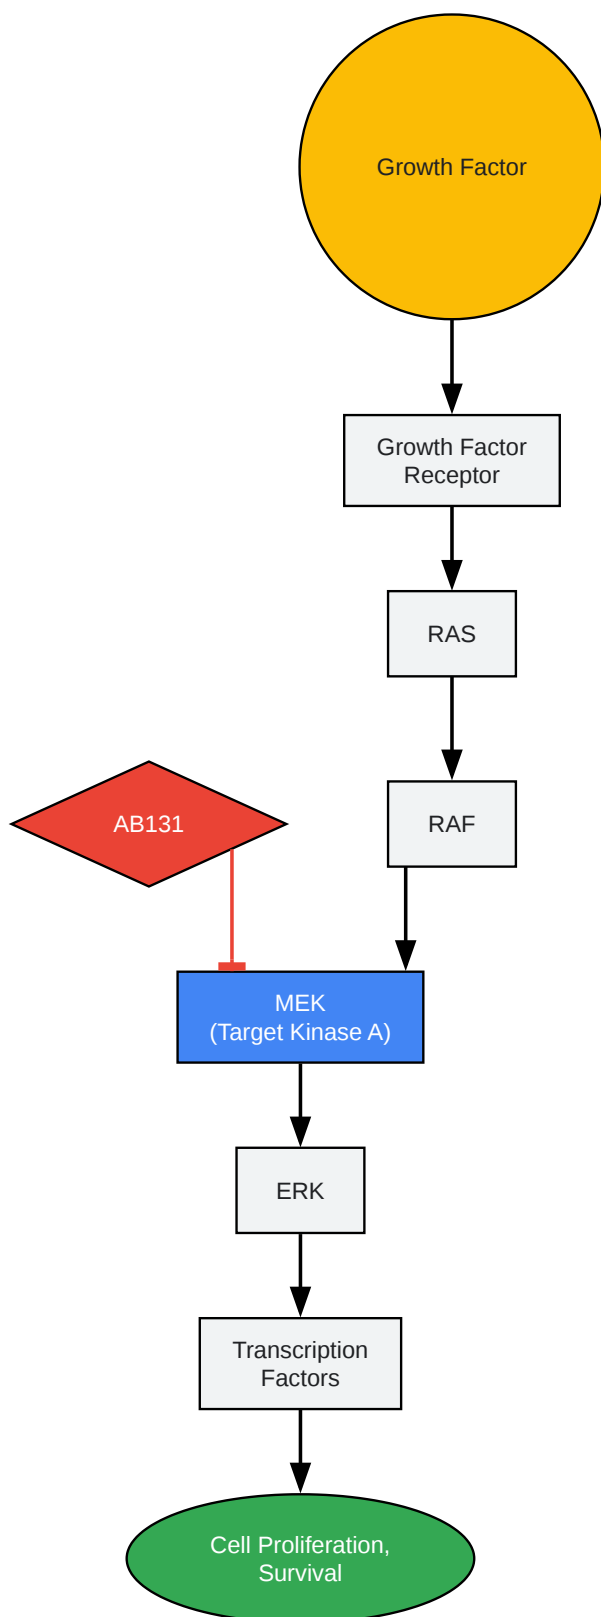 Growth Factor
Growth Factor
Receptor
RAS
AB131
RAF
MEK
(Target Kinase A)
ERK
Transcription
Factors
Cell Proliferation,
Survival